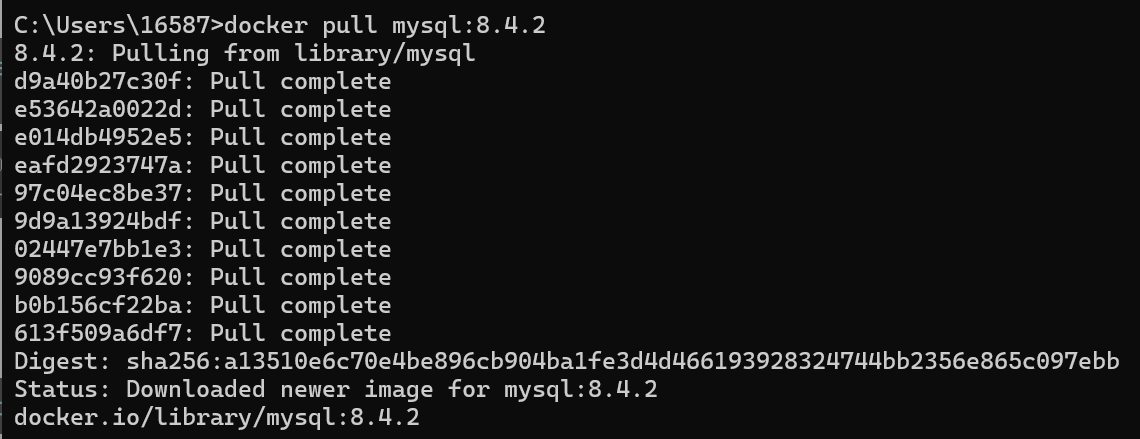 C:\Users\16587>docker pull mysql:8.4.2
8.4.2: Pulling from library/mysql
d9a40b27c30f: Pull complete
e53642a0022d: Pull complete
e014db4952e5: Pull complete
eafd2923747a: Pull complete
97c04ec8be37: Pull complete
9d9a13924bdf: Pull complete
02447e7bb1e3: Pull complete
9089cc93f620: Pull complete
b0b156cf22ba: Pull complete
613f509a6df7: Pull complete
Digest: sha256:a13510e6c70e4be896cb904ba1fe3d4d466193928324744bb2356e865c097ebb
Status: Downloaded newer image for mysql:8.4.2
docker.io/library/mysql:8.4.2